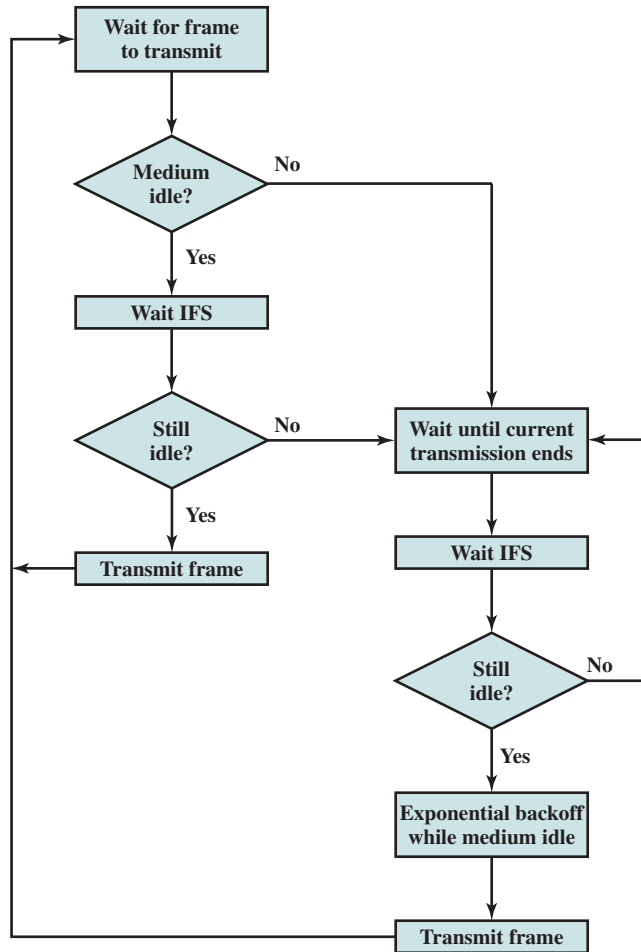 Wait for frame
to transmit
Medium
idle?
No
Yes
Wait IFS
Still
idle?
No
Yes
Transmit frame
Wait until current
transmission ends
Wait IFS
Still
idle?
No
Yes
Exponential backoff
while medium idle
Transmit frame